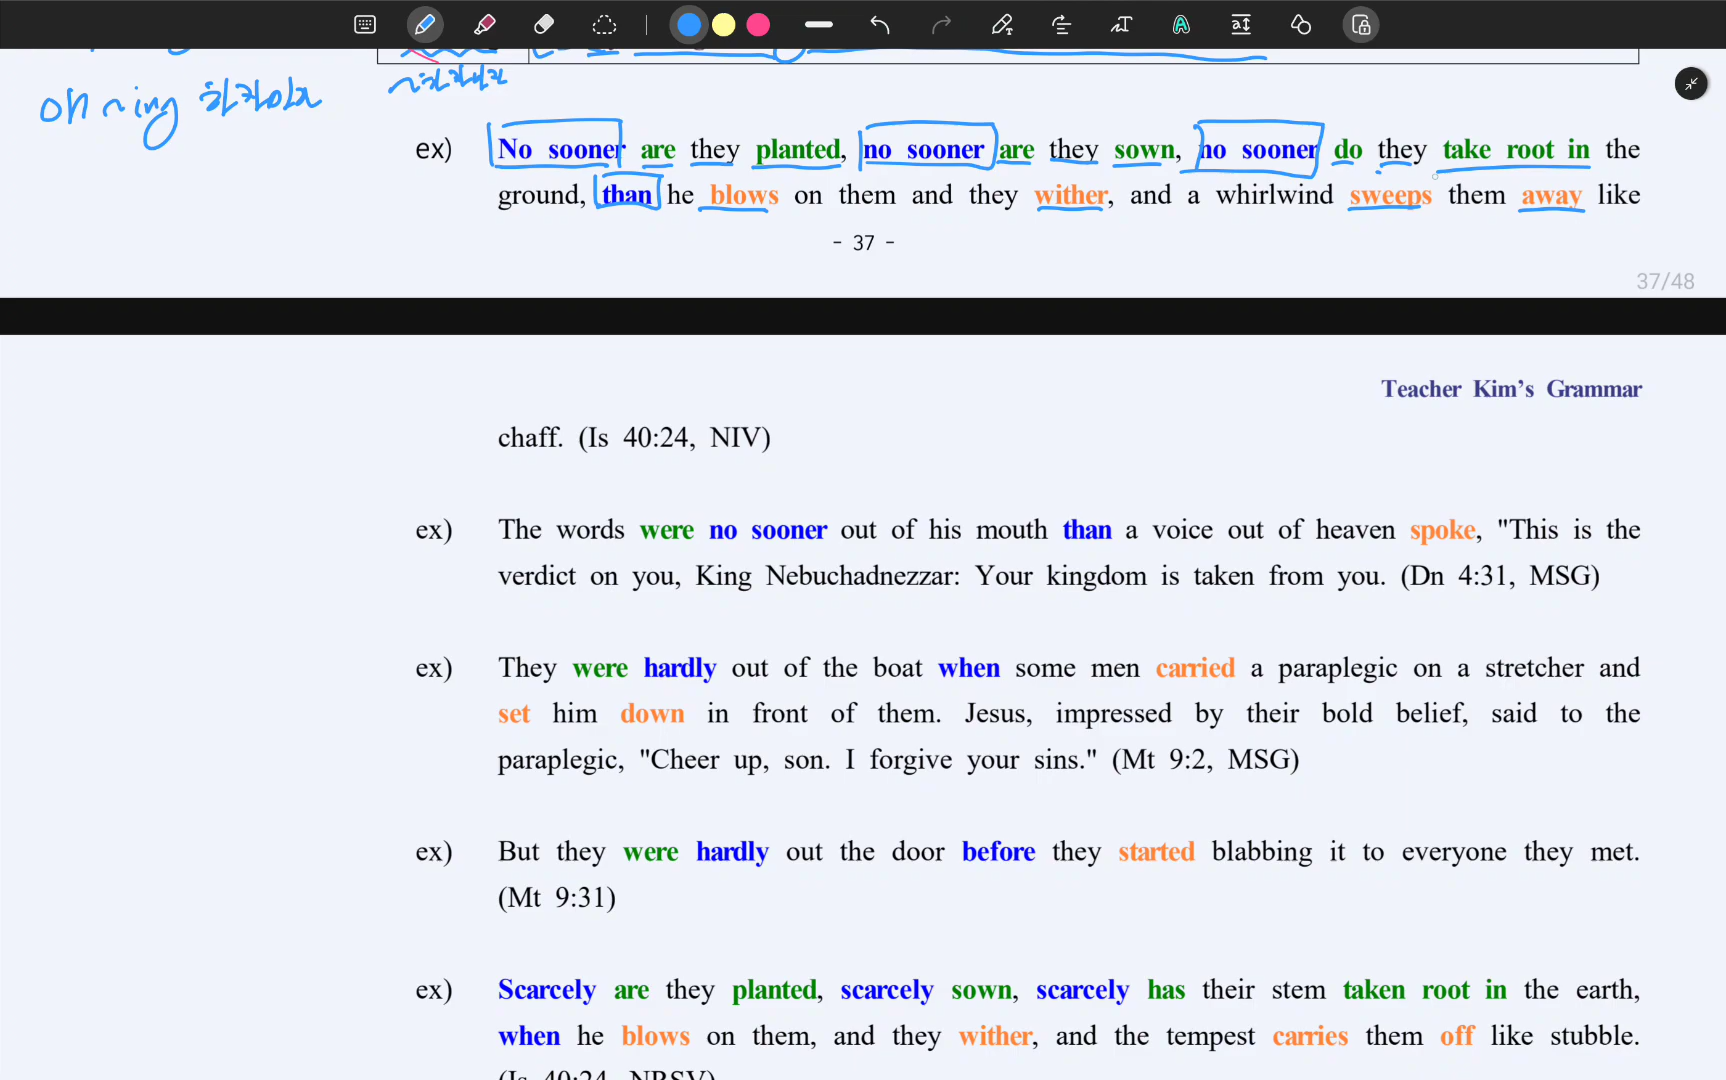 on ~ing 하자마자
~하자마자
ex) No sooner are they planted, no sooner are they sown, no sooner do they take root in the
ground, than he blows on them and they wither, and a whirlwind sweeps them away like
- 37 -
37/48
Teacher Kim's Grammar
chaff. (Is 40:24, NIV)
ex) The words were no sooner out of his mouth than a voice out of heaven spoke, "This is the
verdict on you, King Nebuchadnezzar: Your kingdom is taken from you. (Dn 4:31, MSG)
ex) They were hardly out of the boat when some men carried a paraplegic on a stretcher and
set him down in front of them. Jesus, impressed by their bold belief, said to the
paraplegic, "Cheer up, son. I forgive your sins." (Mt 9:2, MSG)
ex) But they were hardly out the door before they started blabbing it to everyone they met.
(Mt 9:31)
ex) Scarcely are they planted, scarcely sown, scarcely has their stem taken root in the earth,
when he blows on them, and they wither, and the tempest carries them off like stubble.
(Is 40:24, NRSV)